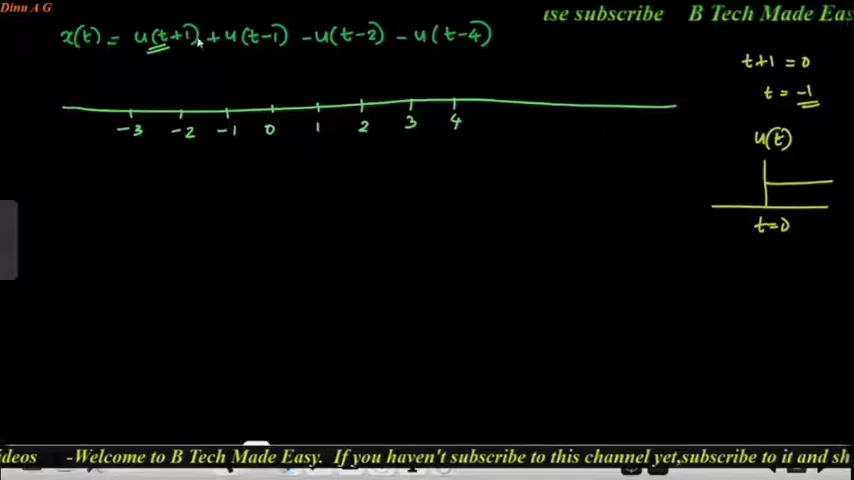 Dinu A G
use subscribe B Tech Made Eas
x(t) = u(t+1) + u(t-1) - u(t-2) - u(t-4)
t+1 = 0
t = -1
u(t)
-3 -2 -1 0 1 2 3 4
t=0
ideos -Welcome to B Tech Made Easy. If you haven't subscribe to this channel yet,subscribe to it and sh